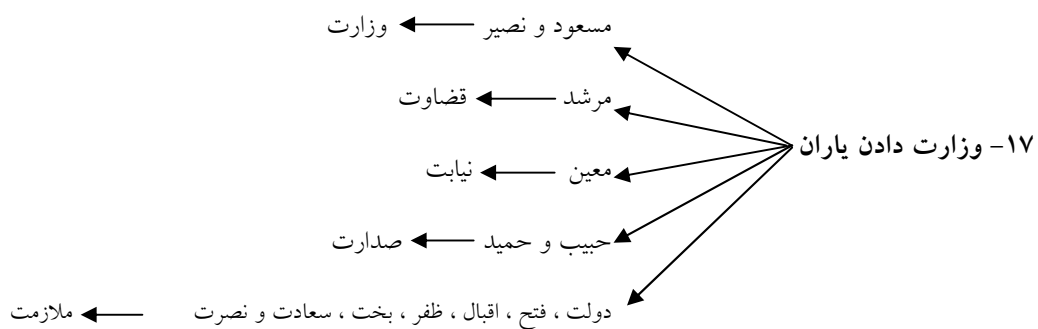 مسعود و نصیر وزارت
مرشد قضاوت
۱۷- وزارت دادن یاران
معین نیابت
حبیب و حمید صدارت
دولت ، فتح ، اقبال ، ظفر ، بخت ، سعادت و نصرت ملازمت